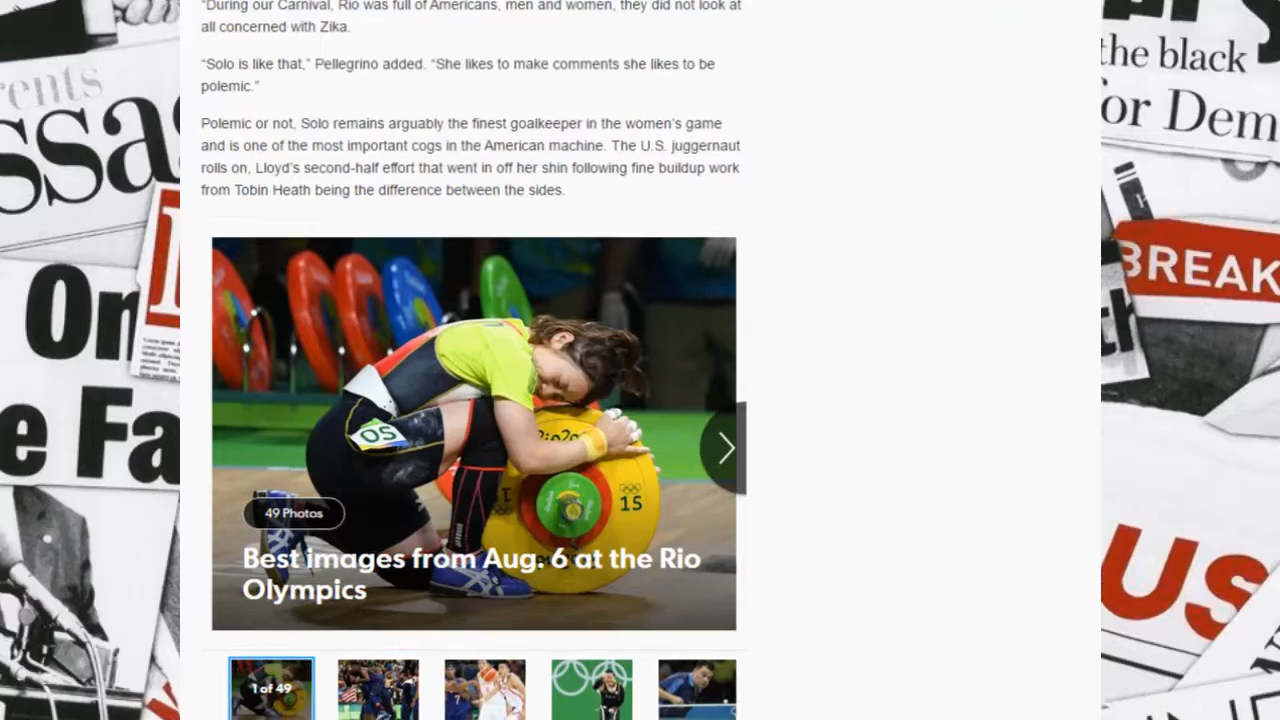 “During our Carnival, Rio was full of Americans, men and women, they did not look at
all concerned with Zika.
“Solo is like that,” Pellegrino added. “She likes to make comments she likes to be
polemic.”
Polemic or not, Solo remains arguably the finest goalkeeper in the women’s game
and is one of the most important cogs in the American machine. The U.S. juggernaut
rolls on, Lloyd’s second-half effort that went in off her shin following fine buildup work
from Tobin Heath being the difference between the sides.
OS
15
49 Photos
Best images from Aug. 6 at the Rio
Olympics
1 of 49
rents
ssa
On
e Fa
the black
or Dem
BREAK
th
US